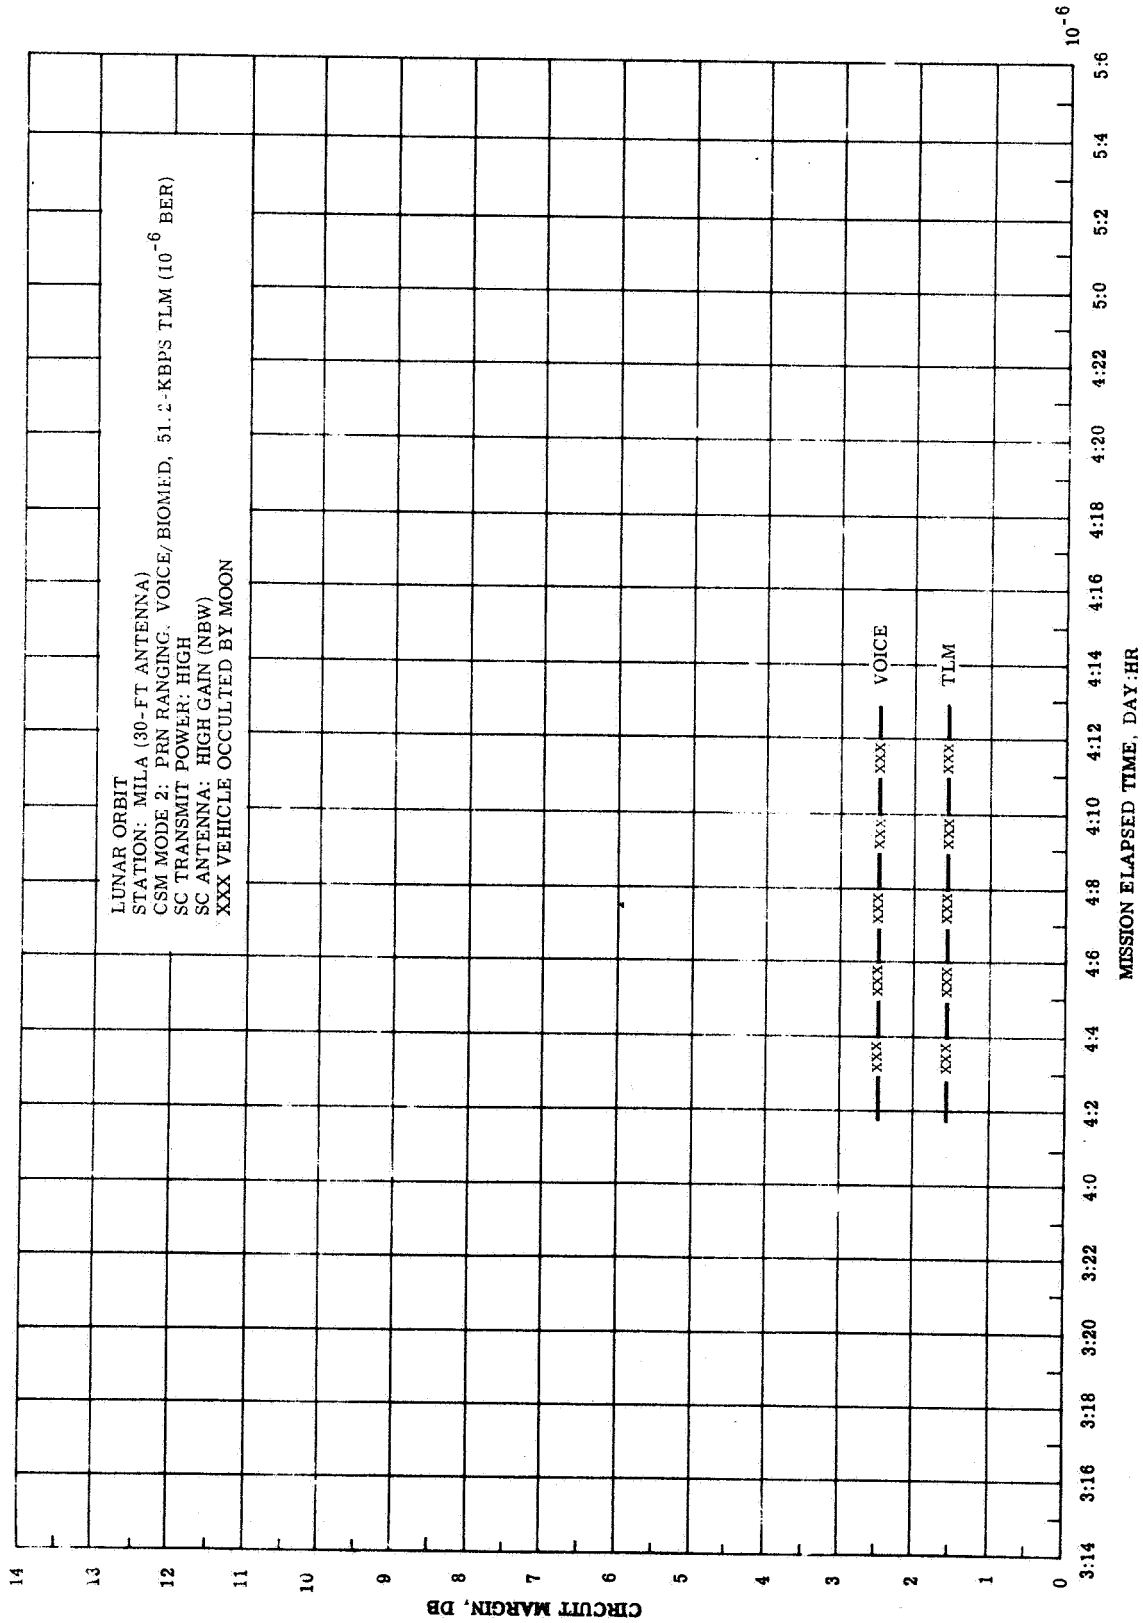 LUNAR ORBIT
STATION: MILA (30-FT ANTENNA)
CSM MODE 2: PRN RANGING, VOICE/BIOMED, 51.2-KBPS TLM (10-6 BER)
SC TRANSMIT POWER: HIGH
SC ANTENNA: HIGH GAIN (NBW)
XXX VEHICLE OCCULTED BY MOON
CIRCUIT MARGIN, DB
14
13
12
11
10
9
8
7
6
5
4
3
2
1
0
XXX XXX XXX XXX XXX VOICE
XXX XXX XXX XXX XXX TLM
3:14 3:16 3:18 3:20 3:22 4:0 4:2 4:4 4:6 4:8 4:10 4:12 4:14 4:16 4:18 4:20 4:22 5:0 5:2 5:4 5:6
10-6
MISSION ELAPSED TIME, DAY:HR